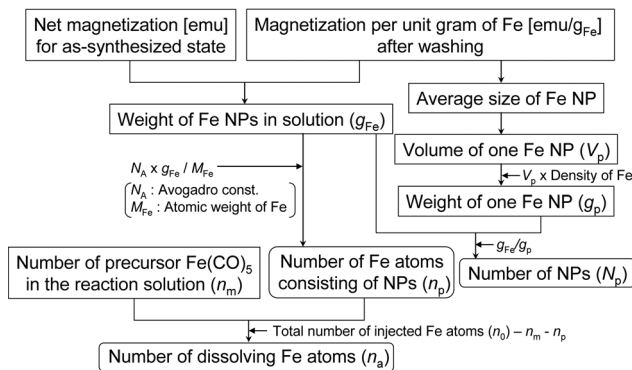 Net magnetization [emu]
for as-synthesized state
Magnetization per unit gram of Fe [emu/gFe]
after washing
Average size of Fe NP
Weight of Fe NPs in solution (gFe)
Volume of one Fe NP (Vp)
NA x gFe / MFe
Vp x Density of Fe
NA : Avogadro const.
MFe : Atomic weight of Fe
Weight of one Fe NP (gp)
gFe/gp
Number of precursor Fe(CO)5
in the reaction solution (nm)
Number of Fe atoms
consisting of NPs (np)
Number of NPs (Np)
Total number of injected Fe atoms (n0) – nm - np
Number of dissolving Fe atoms (na)